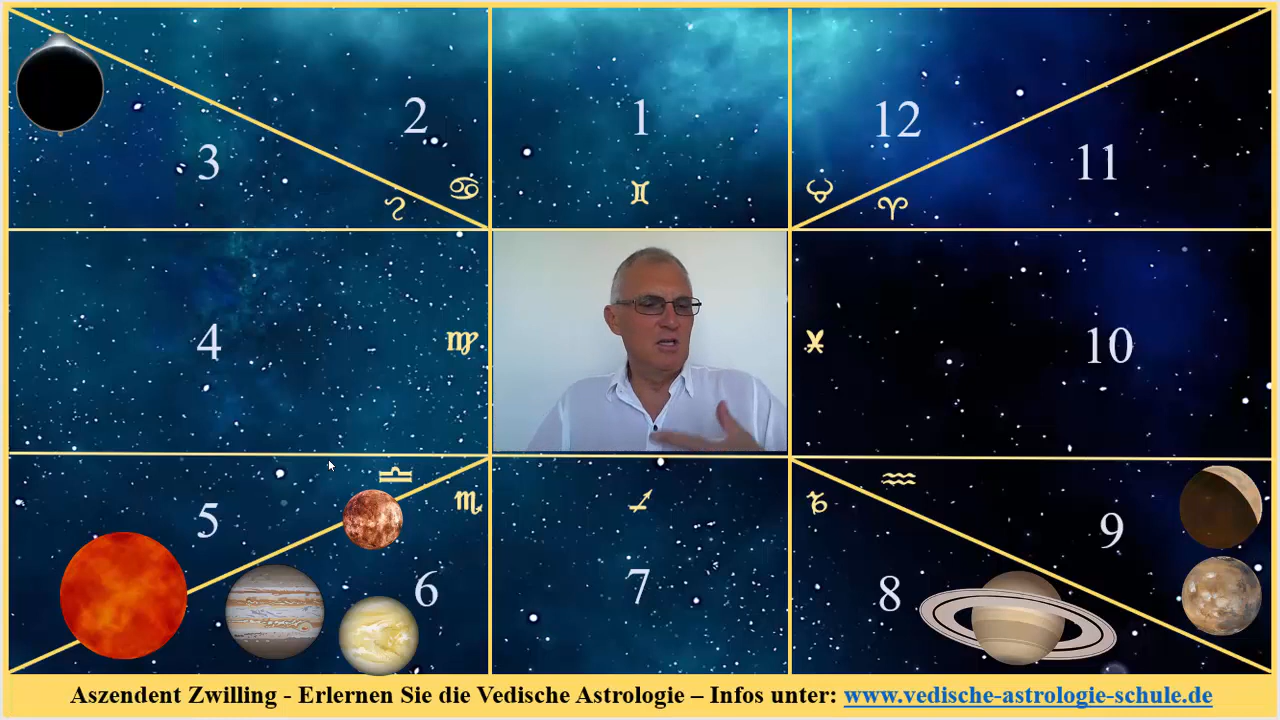 2 1 12
3 11
♋ ♊ ♉
♌ ♈
4 ♍ ♓ 10
♎ ♒
5 ♏ ♐ ♑ 9
6 7 8
Aszendent Zwilling - Erlernen Sie die Vedische Astrologie – Infos unter: www.vedische-astrologie-schule.de